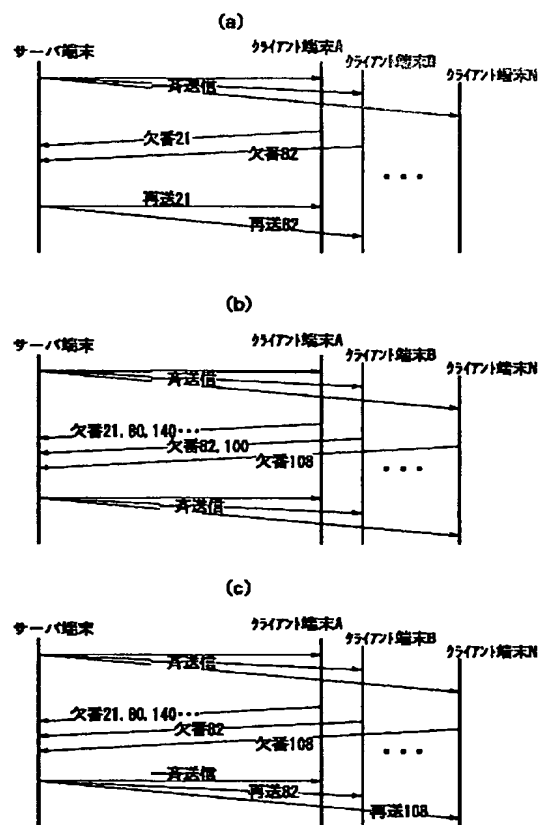 (a)
サーバ端末
クライアント端末A
クライアント端末B
クライアント端末N
一斉送信
欠番21
欠番82
・・・
再送21
再送82
(b)
サーバ端末
クライアント端末A
クライアント端末B
クライアント端末N
一斉送信
欠番21,80,140・・・
欠番82,100
欠番108
・・・
一斉送信
(c)
サーバ端末
クライアント端末A
クライアント端末B
クライアント端末N
一斉送信
欠番21,80,140・・・
欠番82
欠番108
・・・
一斉送信
再送82
再送108